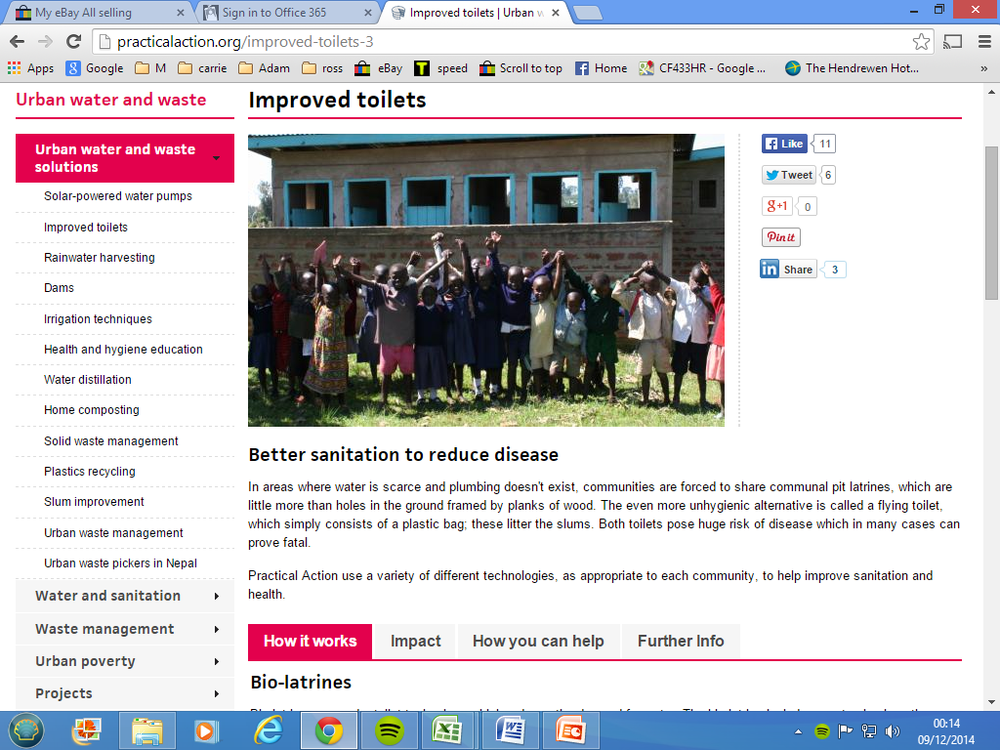 My eBay All selling
Sign in to Office 365
Improved toilets | Urban w
practicalaction.org/improved-toilets-3
Apps Google M carrie Adam ross eBay speed Scroll to top Home CF433HR - Google ... The Hendrewen Hot... »
Urban water and waste
Urban water and waste
solutions
Solar-powered water pumps
Improved toilets
Rainwater harvesting
Dams
Irrigation techniques
Health and hygiene education
Water distillation
Home composting
Solid waste management
Plastics recycling
Slum improvement
Urban waste management
Urban waste pickers in Nepal
Water and sanitation
Waste management
Urban poverty
Projects
Improved toilets
Like 11
Tweet 6
g+1 0
Pin it
in Share 3
Better sanitation to reduce disease
In areas where water is scarce and plumbing doesn't exist, communities are forced to share communal pit latrines, which are
little more than holes in the ground framed by planks of wood. The even more unhygienic alternative is called a flying toilet,
which simply consists of a plastic bag; these litter the slums. Both toilets pose huge risk of disease which in many cases can
prove fatal.
Practical Action use a variety of different technologies, as appropriate to each community, to help improve sanitation and
health.
How it works Impact How you can help Further Info
Bio-latrines
00:14
09/12/2014